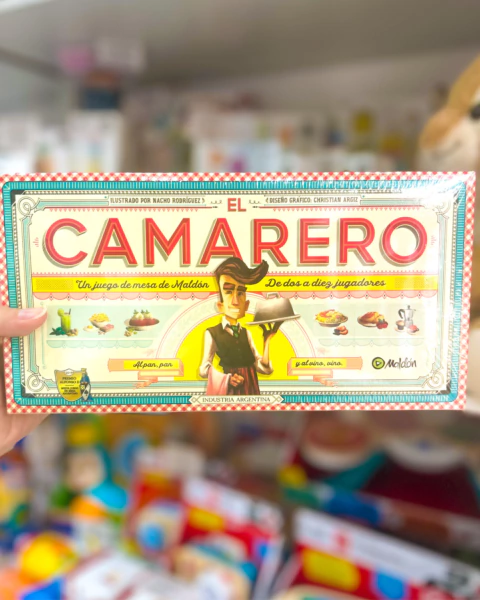 ILUSTRADO POR NACHO RODRÍGUEZ
EL
DISEÑO GRÁFICO: CHRISTIAN ARGIZ
CAMARERO
Un juego de mesa de Maldón
De dos a diez jugadores
Al pan, pan
y al vino, vino.
Maldón
INDUSTRIA ARGENTINA